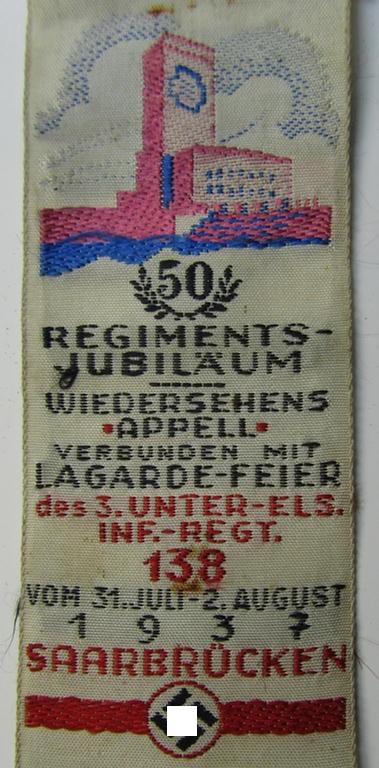 50
REGIMENTS-
JUBILÄUM
WIEDERSEHENS
•APPELL•
VERBUNDEN MIT
LAGARDE-FEIER
des 3. UNTER-ELS.
INF.-REGT.
138
VOM 31. JULI-2. AUGUST
1937
SAARBRÜCKEN